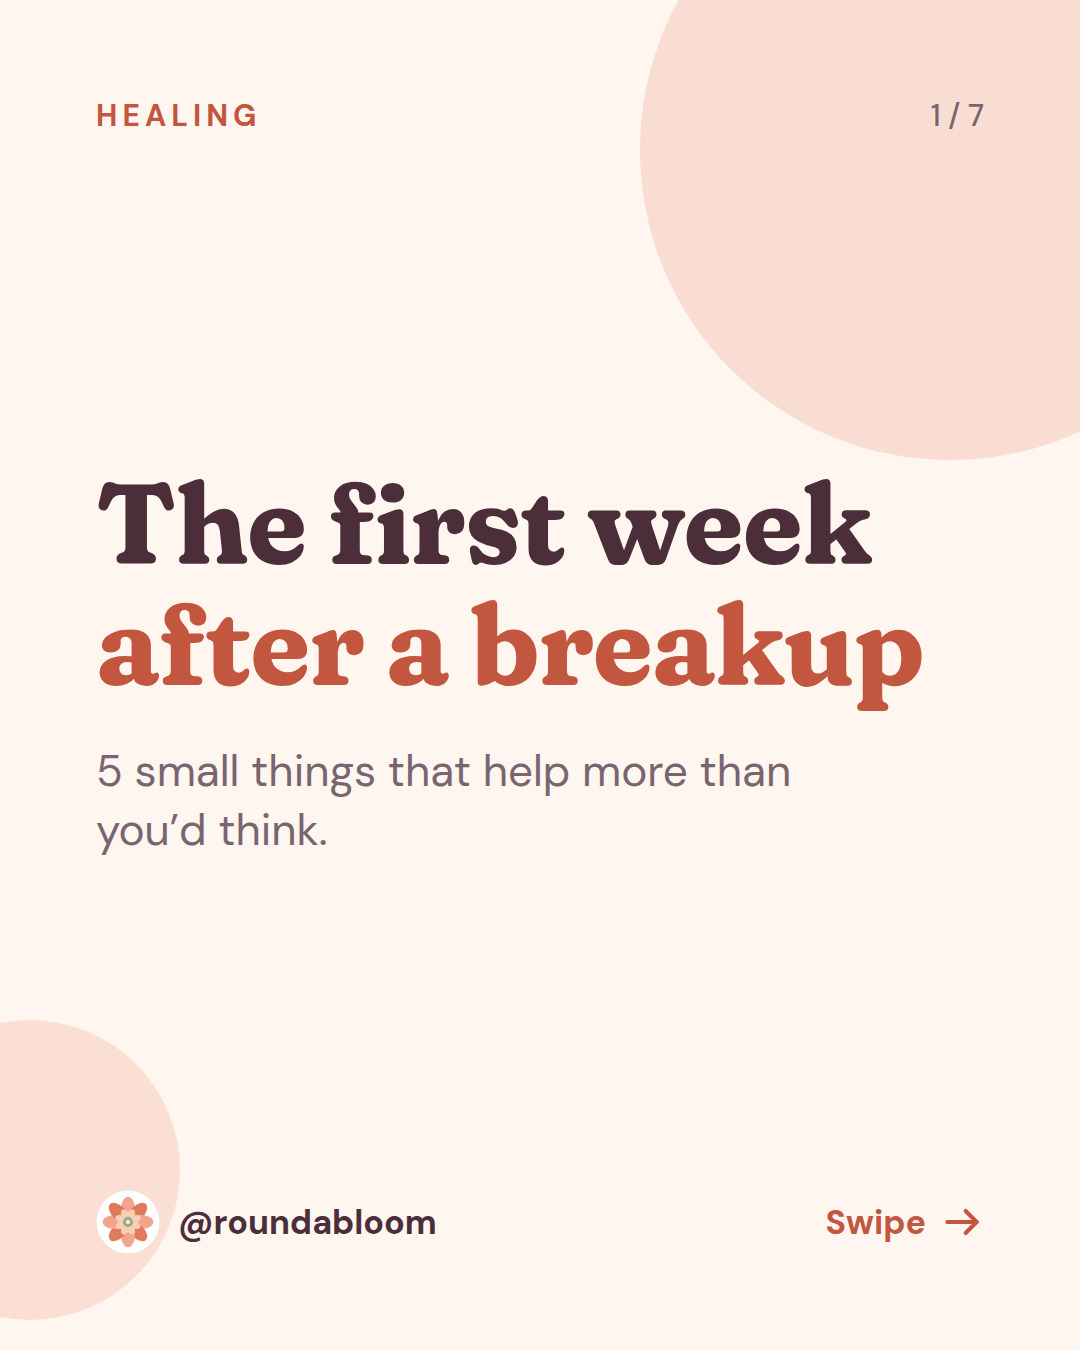 HEALING
1 / 7
The first week
after a breakup
5 small things that help more than
you’d think.
@roundabloom
Swipe →